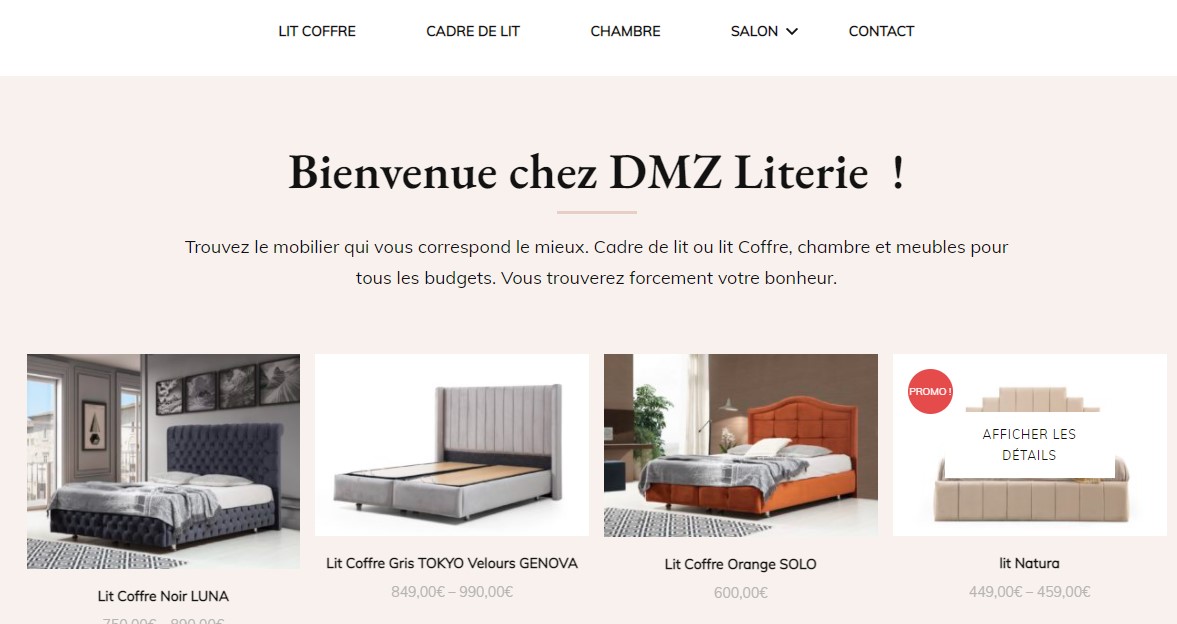 LIT COFFRE CADRE DE LIT CHAMBRE SALON CONTACT
Bienvenue chez DMZ Literie !
Trouvez le mobilier qui vous correspond le mieux. Cadre de lit ou lit Coffre, chambre et meubles pour
tous les budgets. Vous trouverez forcement votre bonheur.
PROMO !
AFFICHER LES
DÉTAILS
Lit Coffre Gris TOKYO Velours GENOVA
849,00€ – 990,00€
Lit Coffre Orange SOLO
600,00€
lit Natura
449,00€ – 459,00€
Lit Coffre Noir LUNA